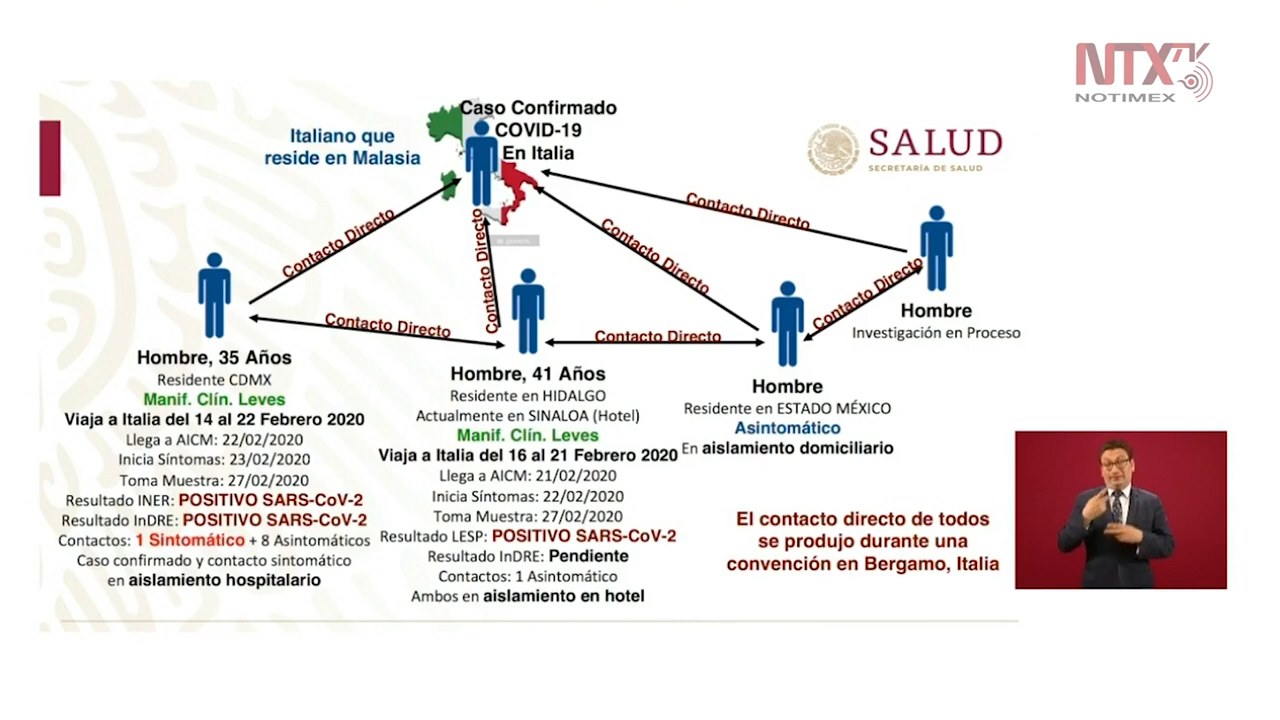 NTX TV
NOTIMEX
SALUD
SECRETARÍA DE SALUD
Italiano que
reside en Malasia
Caso Confirmado
COVID-19
En Italia
Contacto Directo
Contacto Directo
Contacto Directo
Contacto Directo
Contacto Directo
Contacto Directo
Contacto Directo
Hombre, 35 Años
Residente CDMX
Manif. Clín. Leves
Viaja a Italia del 14 al 22 Febrero 2020
Llega a AICM: 22/02/2020
Inicia Síntomas: 23/02/2020
Toma Muestra: 27/02/2020
Resultado INER: POSITIVO SARS-CoV-2
Resultado InDRE: POSITIVO SARS-CoV-2
Contactos: 1 Sintomático + 8 Asintomáticos
Caso confirmado y contacto sintomático
en aislamiento hospitalario
Hombre, 41 Años
Residente en HIDALGO
Actualmente en SINALOA (Hotel)
Manif. Clín. Leves
Viaja a Italia del 16 al 21 Febrero 2020
Llega a AICM: 21/02/2020
Inicia Síntomas: 22/02/2020
Toma Muestra: 27/02/2020
Resultado LESP: POSITIVO SARS-CoV-2
Resultado InDRE: Pendiente
Contactos: 1 Asintomático
Ambos en aislamiento en hotel
Hombre
Residente en ESTADO MÉXICO
Asintomático
En aislamiento domiciliario
Hombre
Investigación en Proceso
El contacto directo de todos
se produjo durante una
convención en Bergamo, Italia